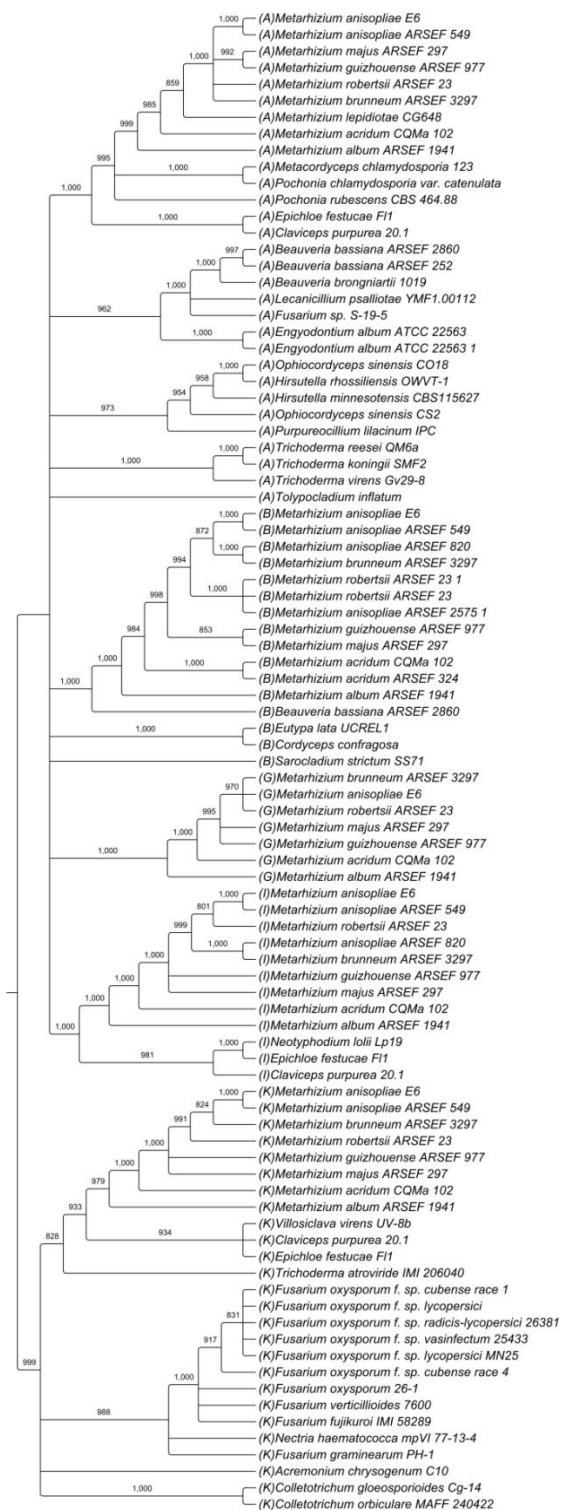 1,000 (A)Metarhizium anisopliae E6
(A)Metarhizium anisopliae ARSEF 549
1,000 992 (A)Metarhizium majus ARSEF 297
(A)Metarhizium guizhouense ARSEF 977
859 (A)Metarhizium robertsii ARSEF 23
(A)Metarhizium brunneum ARSEF 3297
985 (A)Metarhizium lepidiotae CG648
999 (A)Metarhizium acridum CQMa 102
(A)Metarhizium album ARSEF 1941
995 1,000 (A)Metacordyceps chlamydosporia 123
(A)Pochonia chlamydosporia var. catenulata
1,000 (A)Pochonia rubescens CBS 464.88
1,000 (A)Epichloe festucae Fl1
(A)Claviceps purpurea 20.1
997 (A)Beauveria bassiana ARSEF 2860
1,000 (A)Beauveria bassiana ARSEF 252
(A)Beauveria brongniartii 1019
1,000 (A)Lecanicillium psalliotae YMF1.00112
962 (A)Fusarium sp. S-19-5
1,000 (A)Engyodontium album ATCC 22563
(A)Engyodontium album ATCC 22563 1
1,000 (A)Ophiocordyceps sinensis CO18
958 (A)Hirsutella rhossiliensis OWVT-1
954 (A)Hirsutella minnesotensis CBS115627
973 (A)Ophiocordyceps sinensis CS2
(A)Purpureocillium lilacinum IPC
1,000 (A)Trichoderma reesei QM6a
1,000 (A)Trichoderma koningii SMF2
(A)Trichoderma virens Gv29-8
(A)Tolypocladium inflatum
1,000 (B)Metarhizium anisopliae E6
872 (B)Metarhizium anisopliae ARSEF 549
1,000 (B)Metarhizium anisopliae ARSEF 820
994 (B)Metarhizium brunneum ARSEF 3297
(B)Metarhizium robertsii ARSEF 23 1
998 1,000 (B)Metarhizium robertsii ARSEF 23
(B)Metarhizium anisopliae ARSEF 2575 1
984 853 (B)Metarhizium guizhouense ARSEF 977
(B)Metarhizium majus ARSEF 297
1,000 1,000 (B)Metarhizium acridum CQMa 102
(B)Metarhizium acridum ARSEF 324
1,000 (B)Metarhizium album ARSEF 1941
(B)Beauveria bassiana ARSEF 2860
1,000 (B)Eutypa lata UCREL1
(B)Cordyceps confragosa
(B)Sarocladium strictum SS71
970 (G)Metarhizium brunneum ARSEF 3297
(G)Metarhizium anisopliae E6
995 (G)Metarhizium robertsii ARSEF 23
(G)Metarhizium majus ARSEF 297
1,000 (G)Metarhizium guizhouense ARSEF 977
1,000 (G)Metarhizium acridum CQMa 102
(G)Metarhizium album ARSEF 1941
1,000 (I)Metarhizium anisopliae E6
801 (I)Metarhizium anisopliae ARSEF 549
999 (I)Metarhizium robertsii ARSEF 23
1,000 (I)Metarhizium anisopliae ARSEF 820
1,000 (I)Metarhizium brunneum ARSEF 3297
(I)Metarhizium guizhouense ARSEF 977
1,000 (I)Metarhizium majus ARSEF 297
1,000 (I)Metarhizium acridum CQMa 102
(I)Metarhizium album ARSEF 1941
1,000 1,000 (I)Neotyphodium lolii Lp19
981 (I)Epichloe festucae Fl1
(I)Claviceps purpurea 20.1
1,000 (K)Metarhizium anisopliae E6
824 (K)Metarhizium anisopliae ARSEF 549
991 (K)Metarhizium brunneum ARSEF 3297
1,000 (K)Metarhizium robertsii ARSEF 23
(K)Metarhizium guizhouense ARSEF 977
1,000 (K)Metarhizium majus ARSEF 297
979 (K)Metarhizium acridum CQMa 102
933 (K)Metarhizium album ARSEF 1941
(K)Villosiclava virens UV-8b
828 934 (K)Claviceps purpurea 20.1
(K)Epichloe festucae Fl1
(K)Trichoderma atroviride IMI 206040
(K)Fusarium oxysporum f. sp. cubense race 1
(K)Fusarium oxysporum f. sp. lycopersici
831 (K)Fusarium oxysporum f. sp. radicis-lycopersici 26381
(K)Fusarium oxysporum f. sp. vasinfectum 25433
917 (K)Fusarium oxysporum f. sp. lycopersici MN25
999 (K)Fusarium oxysporum f. sp. cubense race 4
1,000 (K)Fusarium oxysporum 26-1
(K)Fusarium verticillioides 7600
988 (K)Fusarium fujikuroi IMI 58289
(K)Nectria haematococca mpVI 77-13-4
(K)Fusarium graminearum PH-1
(K)Acremonium chrysogenum C10
1,000 (K)Colletotrichum gloeosporioides Cg-14
(K)Colletotrichum orbiculare MAFF 240422